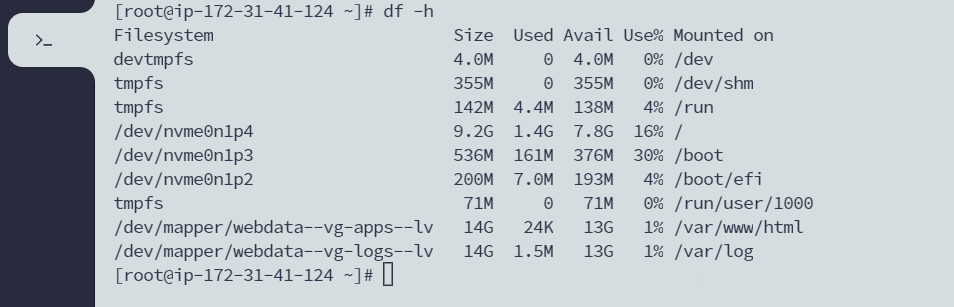 [root@ip-172-31-41-124 ~]# df -h
Filesystem                        Size  Used Avail Use% Mounted on
devtmpfs                          4.0M     0  4.0M   0% /dev
tmpfs                             355M     0  355M   0% /dev/shm
tmpfs                             142M  4.4M  138M   4% /run
/dev/nvme0n1p4                    9.2G  1.4G  7.8G  16% /
/dev/nvme0n1p3                    536M  161M  376M  30% /boot
/dev/nvme0n1p2                    200M  7.0M  193M   4% /boot/efi
tmpfs                              71M     0   71M   0% /run/user/1000
/dev/mapper/webdata--vg-apps--lv   14G   24K   13G   1% /var/www/html
/dev/mapper/webdata--vg-logs--lv   14G  1.5M   13G   1% /var/log
[root@ip-172-31-41-124 ~]#